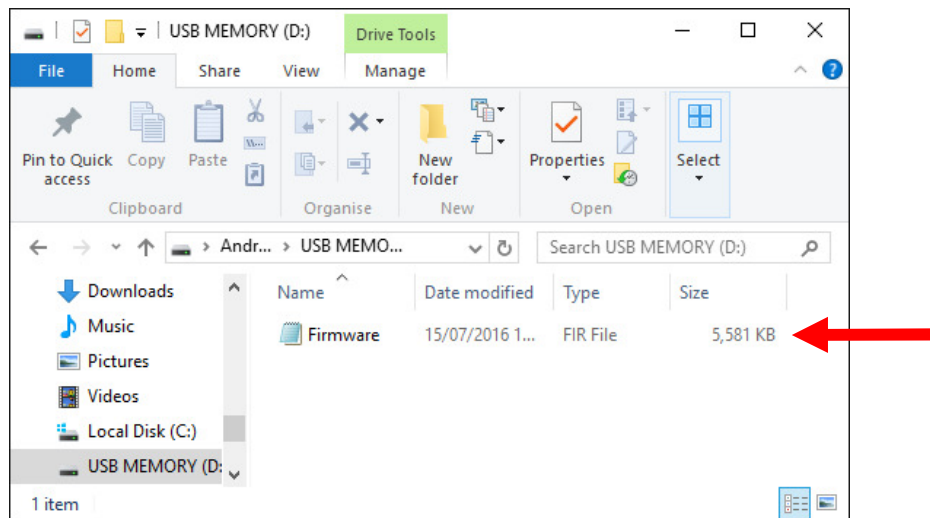 USB MEMORY (D:)
Drive Tools
File
Home
Share
View
Manage
Pin to Quick access
Copy
Paste
New folder
Properties
Select
Clipboard
Organise
New
Open
Andr... › USB MEMO...
Search USB MEMORY (D:)
Downloads
Music
Pictures
Videos
Local Disk (C:)
USB MEMORY (D:
Name
Date modified
Type
Size
Firmware
15/07/2016 1...
FIR File
5,581 KB
1 item